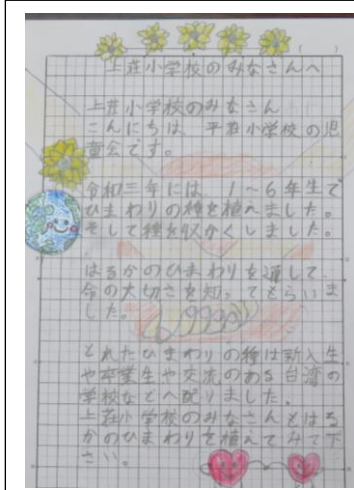 上荘小学校のみなさんへ
上荘小学校のみなさん
こんにちは。平荘小学校の児
童会です。
令和三年には、1～6年生で
ひまわりの種を植えました。
そして種を収かくしました。
はるかのひまわりを通して、
命の大切さを知ってもらいま
した。
とれたひまわりの種は新入生
や卒業生や交流のある台湾の
学校などへ配りました。
上荘小学校のみなさんもはる
かのひまわりを植えてみて下
さい。